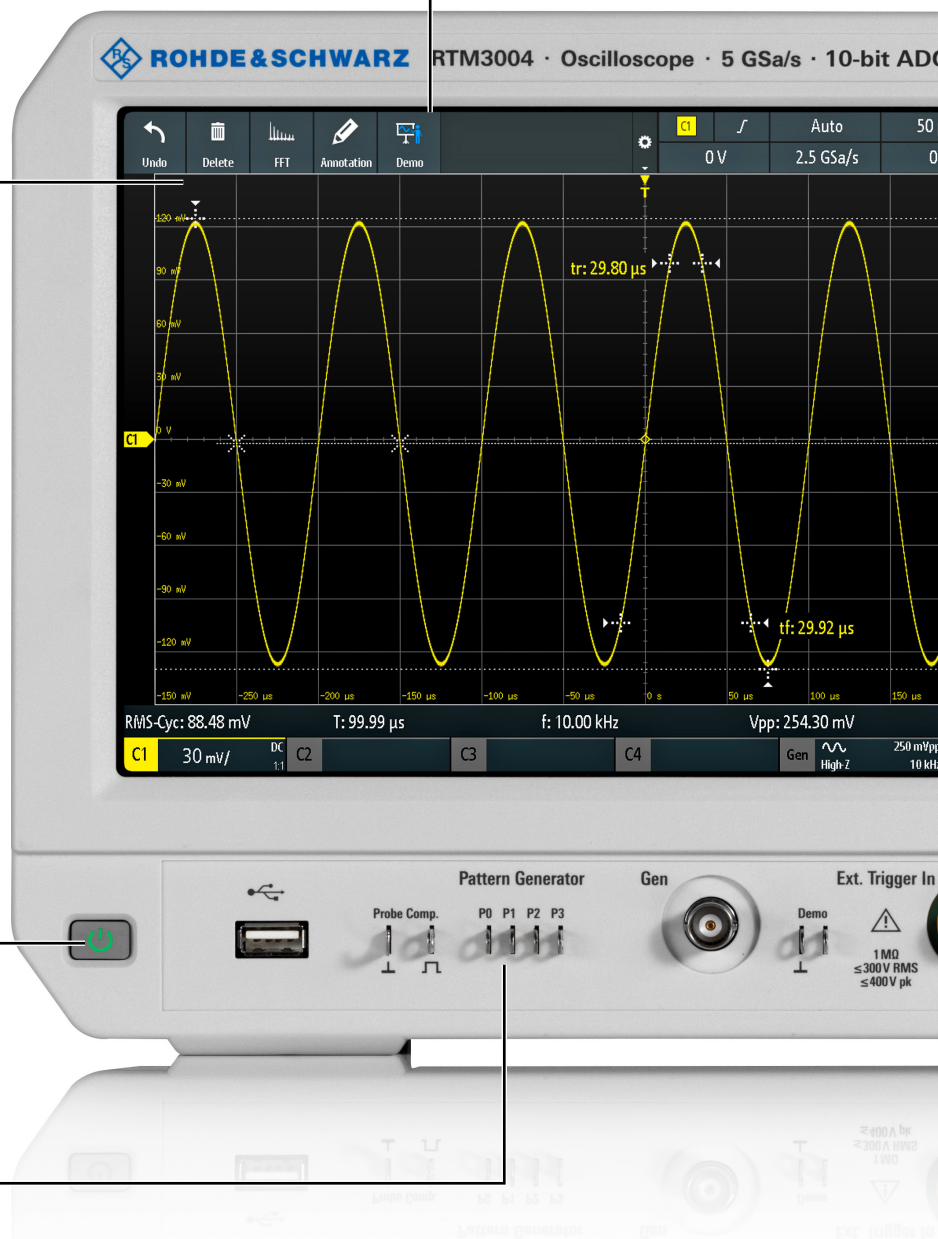 R&S ROHDE & SCHWARZ RTM3004 · Oscilloscope · 5 GSa/s · 10-bit ADC
C1 Auto 50
Undo Delete FFT Annotation Demo 0 V 2.5 GSa/s 0
T
120 mV
90 mV
tr: 29.80 µs
60 mV
30 mV
C1 0 V
-30 mV
-60 mV
-90 mV
-120 mV
tf: 29.92 µs
-150 mV -250 µs -200 µs -150 µs -100 µs -50 µs 0 s 50 µs 100 µs 150 µs
RMS-Cyc: 88.48 mV T: 99.99 µs f: 10.00 kHz Vpp: 254.30 mV
C1 30 mV/ DC 1:1 C2 C3 C4 Gen High-Z 250 mVpp 10 kHz
Pattern Generator Gen Ext. Trigger In
Probe Comp. P0 P1 P2 P3 Demo
1 MΩ
≤300 V RMS
≤400 V pk